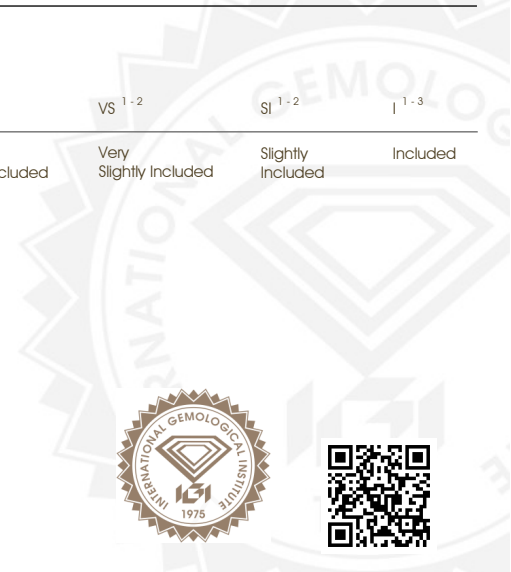 VS 1 - 2
SI 1 - 2
I 1 - 3
cluded
Very
Slightly Included
Slightly
Included
Included
INTERNATIONAL GEMOLOGICAL INSTITUTE
IGI
1975